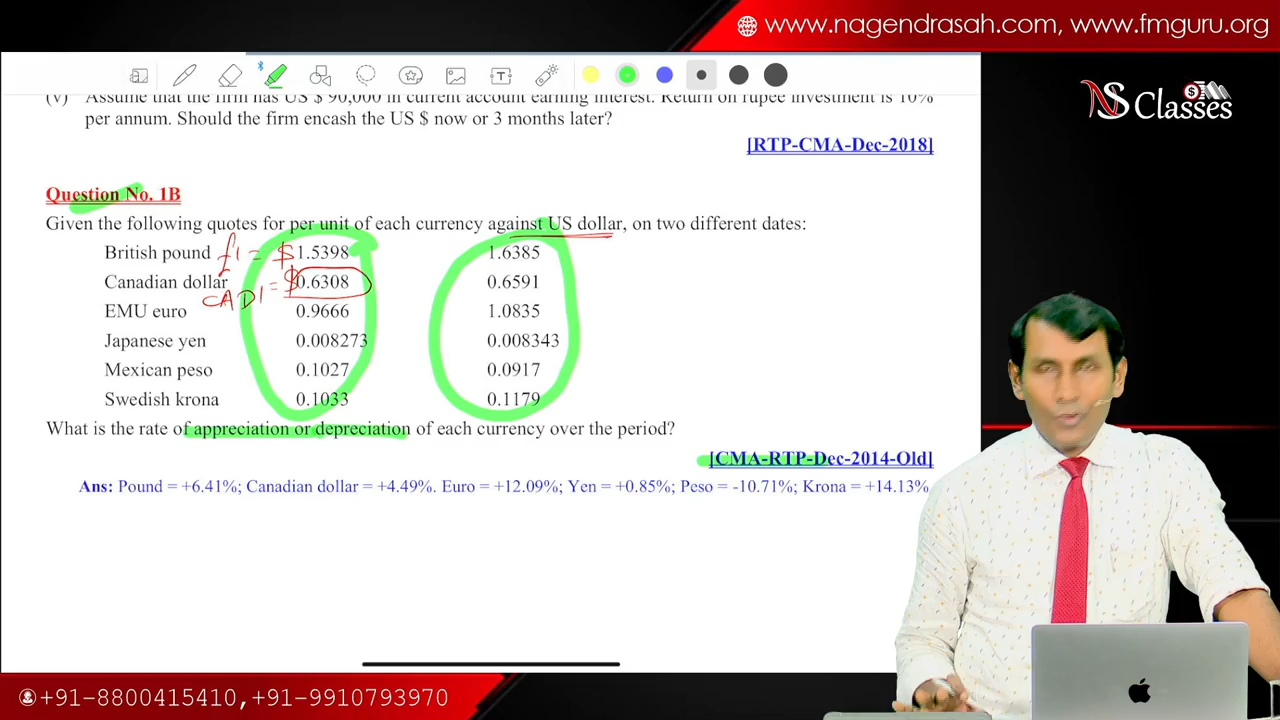 www.nagendrasah.com, www.fmguru.org
NS Classes
(v) Assume that the firm has US $ 90,000 in current account earning interest. Return on rupee investment is 10%
per annum. Should the firm encash the US $ now or 3 months later?
[RTP-CMA-Dec-2018]
Question No. 1B
Given the following quotes for per unit of each currency against US dollar, on two different dates:
British pound £1 = $ 1.5398 1.6385
Canadian dollar CAD1 = $ 0.6308 0.6591
EMU euro 0.9666 1.0835
Japanese yen 0.008273 0.008343
Mexican peso 0.1027 0.0917
Swedish krona 0.1033 0.1179
What is the rate of appreciation or depreciation of each currency over the period?
[CMA-RTP-Dec-2014-Old]
Ans: Pound = +6.41%; Canadian dollar = +4.49%. Euro = +12.09%; Yen = +0.85%; Peso = -10.71%; Krona = +14.13%
+91-8800415410,+91-9910793970